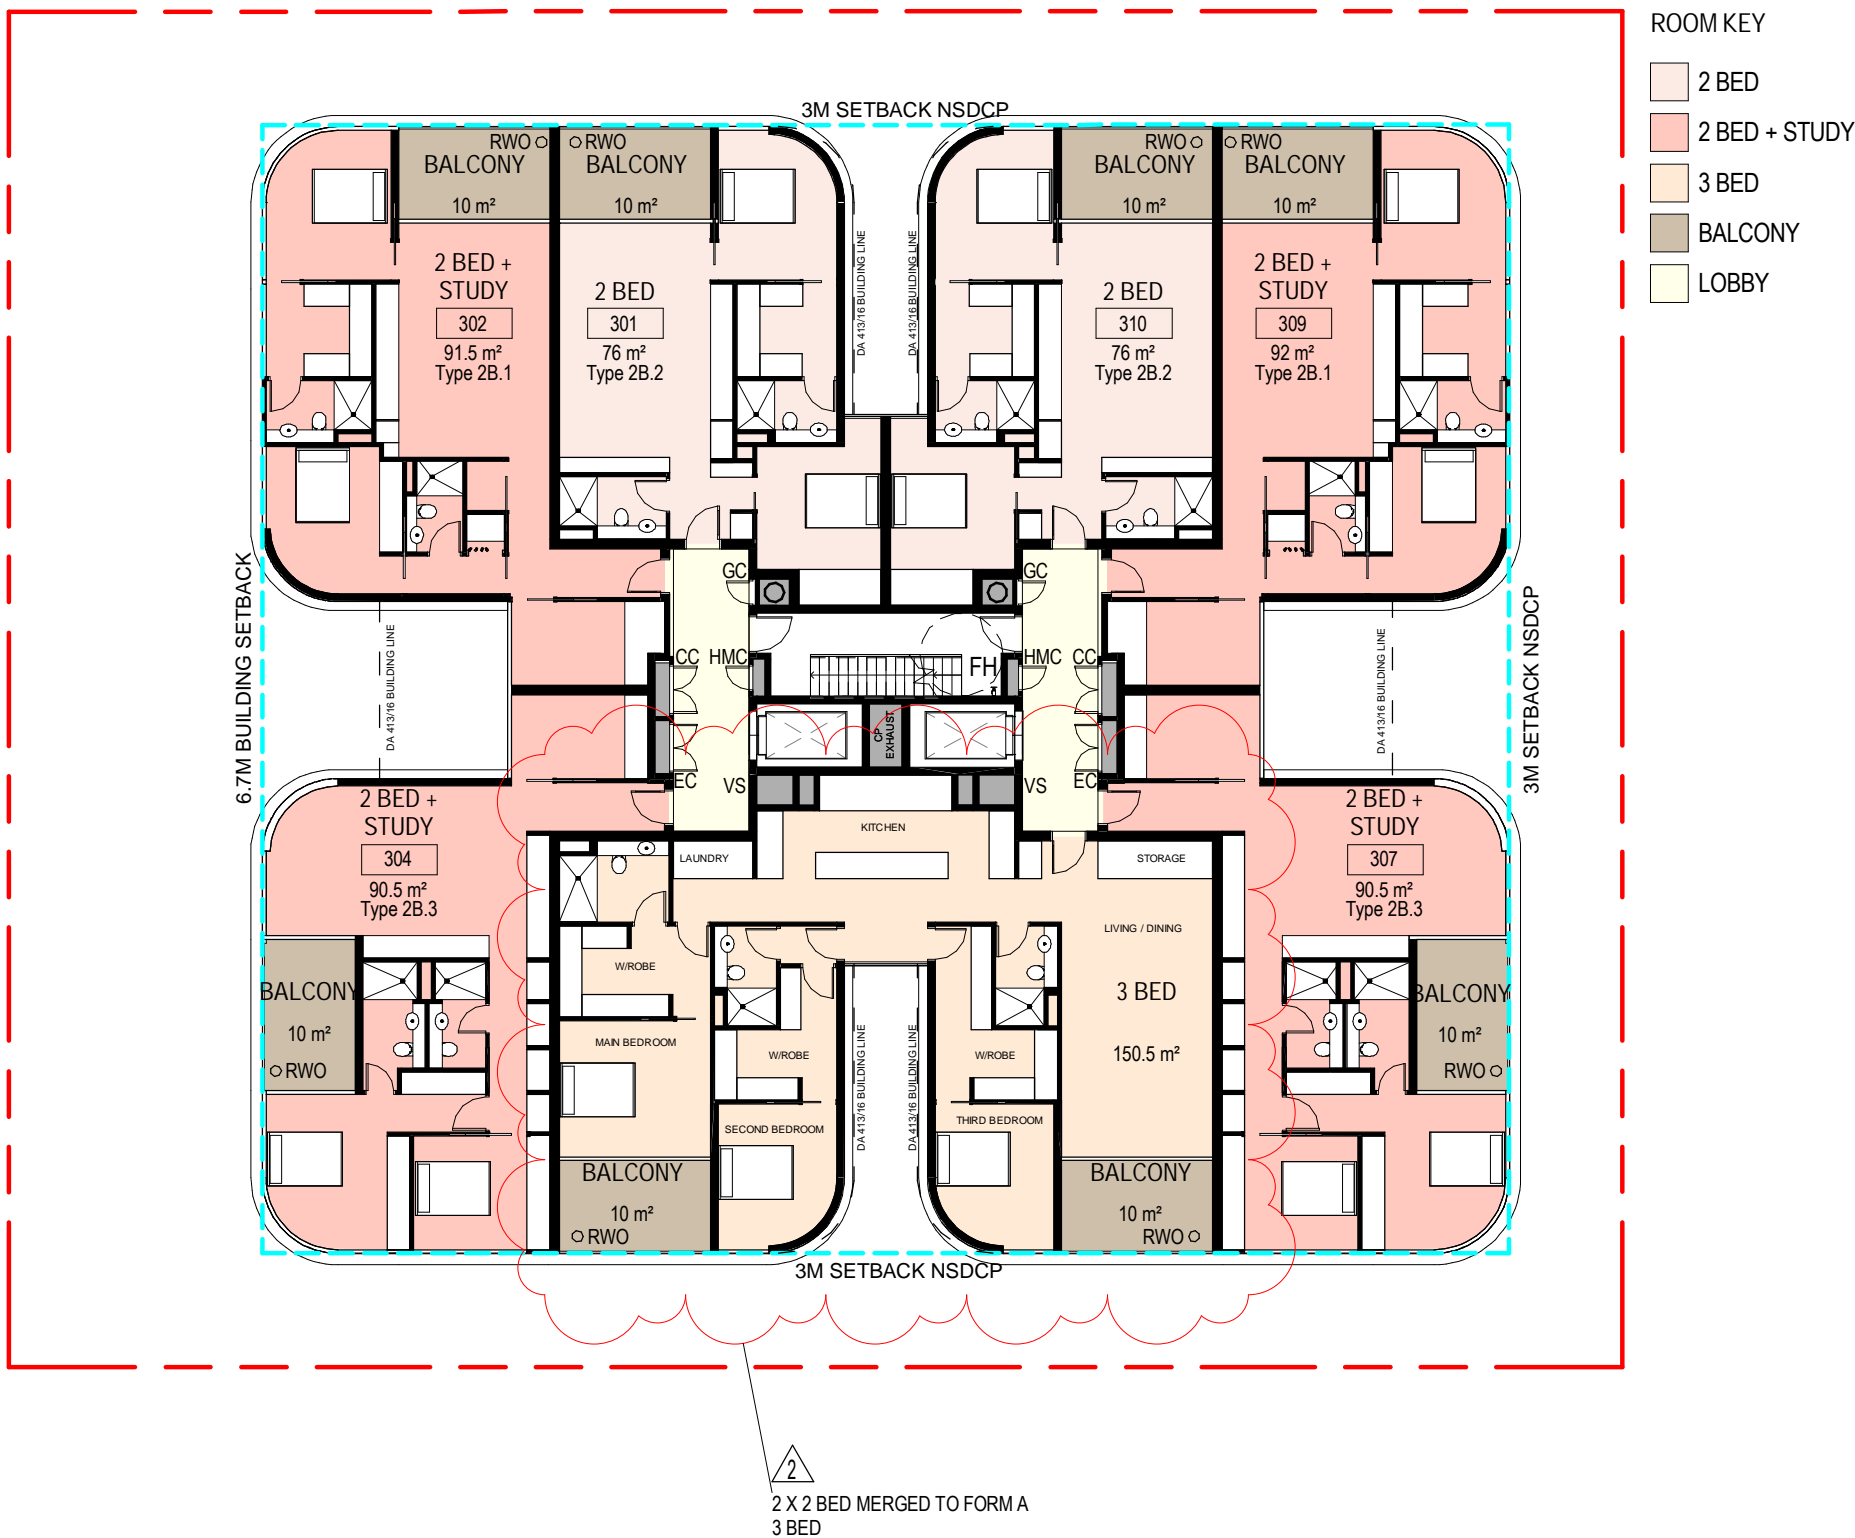 ROOM KEY
2 BED
2 BED + STUDY
3 BED
BALCONY
LOBBY
3M SETBACK NSDCP
RWO
BALCONY
10 m²
RWO
BALCONY
10 m²
RWO
BALCONY
10 m²
RWO
BALCONY
10 m²
2 BED +
STUDY
302
91.5 m²
Type 2B.1
2 BED
301
76 m²
Type 2B.2
DA 413/16 BUILDING LINE
DA 413/16 BUILDING LINE
2 BED
310
76 m²
Type 2B.2
2 BED +
STUDY
309
92 m²
Type 2B.1
6.7M BUILDING SETBACK
DA 413/16 BUILDING LINE
GC
CC
HMC
EC
VS
FH
CP
EXHAUST
GC
HMC
CC
VS
EC
DA 413/16 BUILDING LINE
3M SETBACK NSDCP
2 BED +
STUDY
304
90.5 m²
Type 2B.3
BALCONY
10 m²
RWO
LAUNDRY
KITCHEN
STORAGE
W/ROBE
MAIN BEDROOM
W/ROBE
SECOND BEDROOM
BALCONY
10 m²
RWO
DA 413/16 BUILDING LINE
DA 413/16 BUILDING LINE
W/ROBE
THIRD BEDROOM
LIVING / DINING
3 BED
150.5 m²
BALCONY
10 m²
RWO
2 BED +
STUDY
307
90.5 m²
Type 2B.3
BALCONY
10 m²
RWO
3M SETBACK NSDCP
2
2 X 2 BED MERGED TO FORM A
3 BED